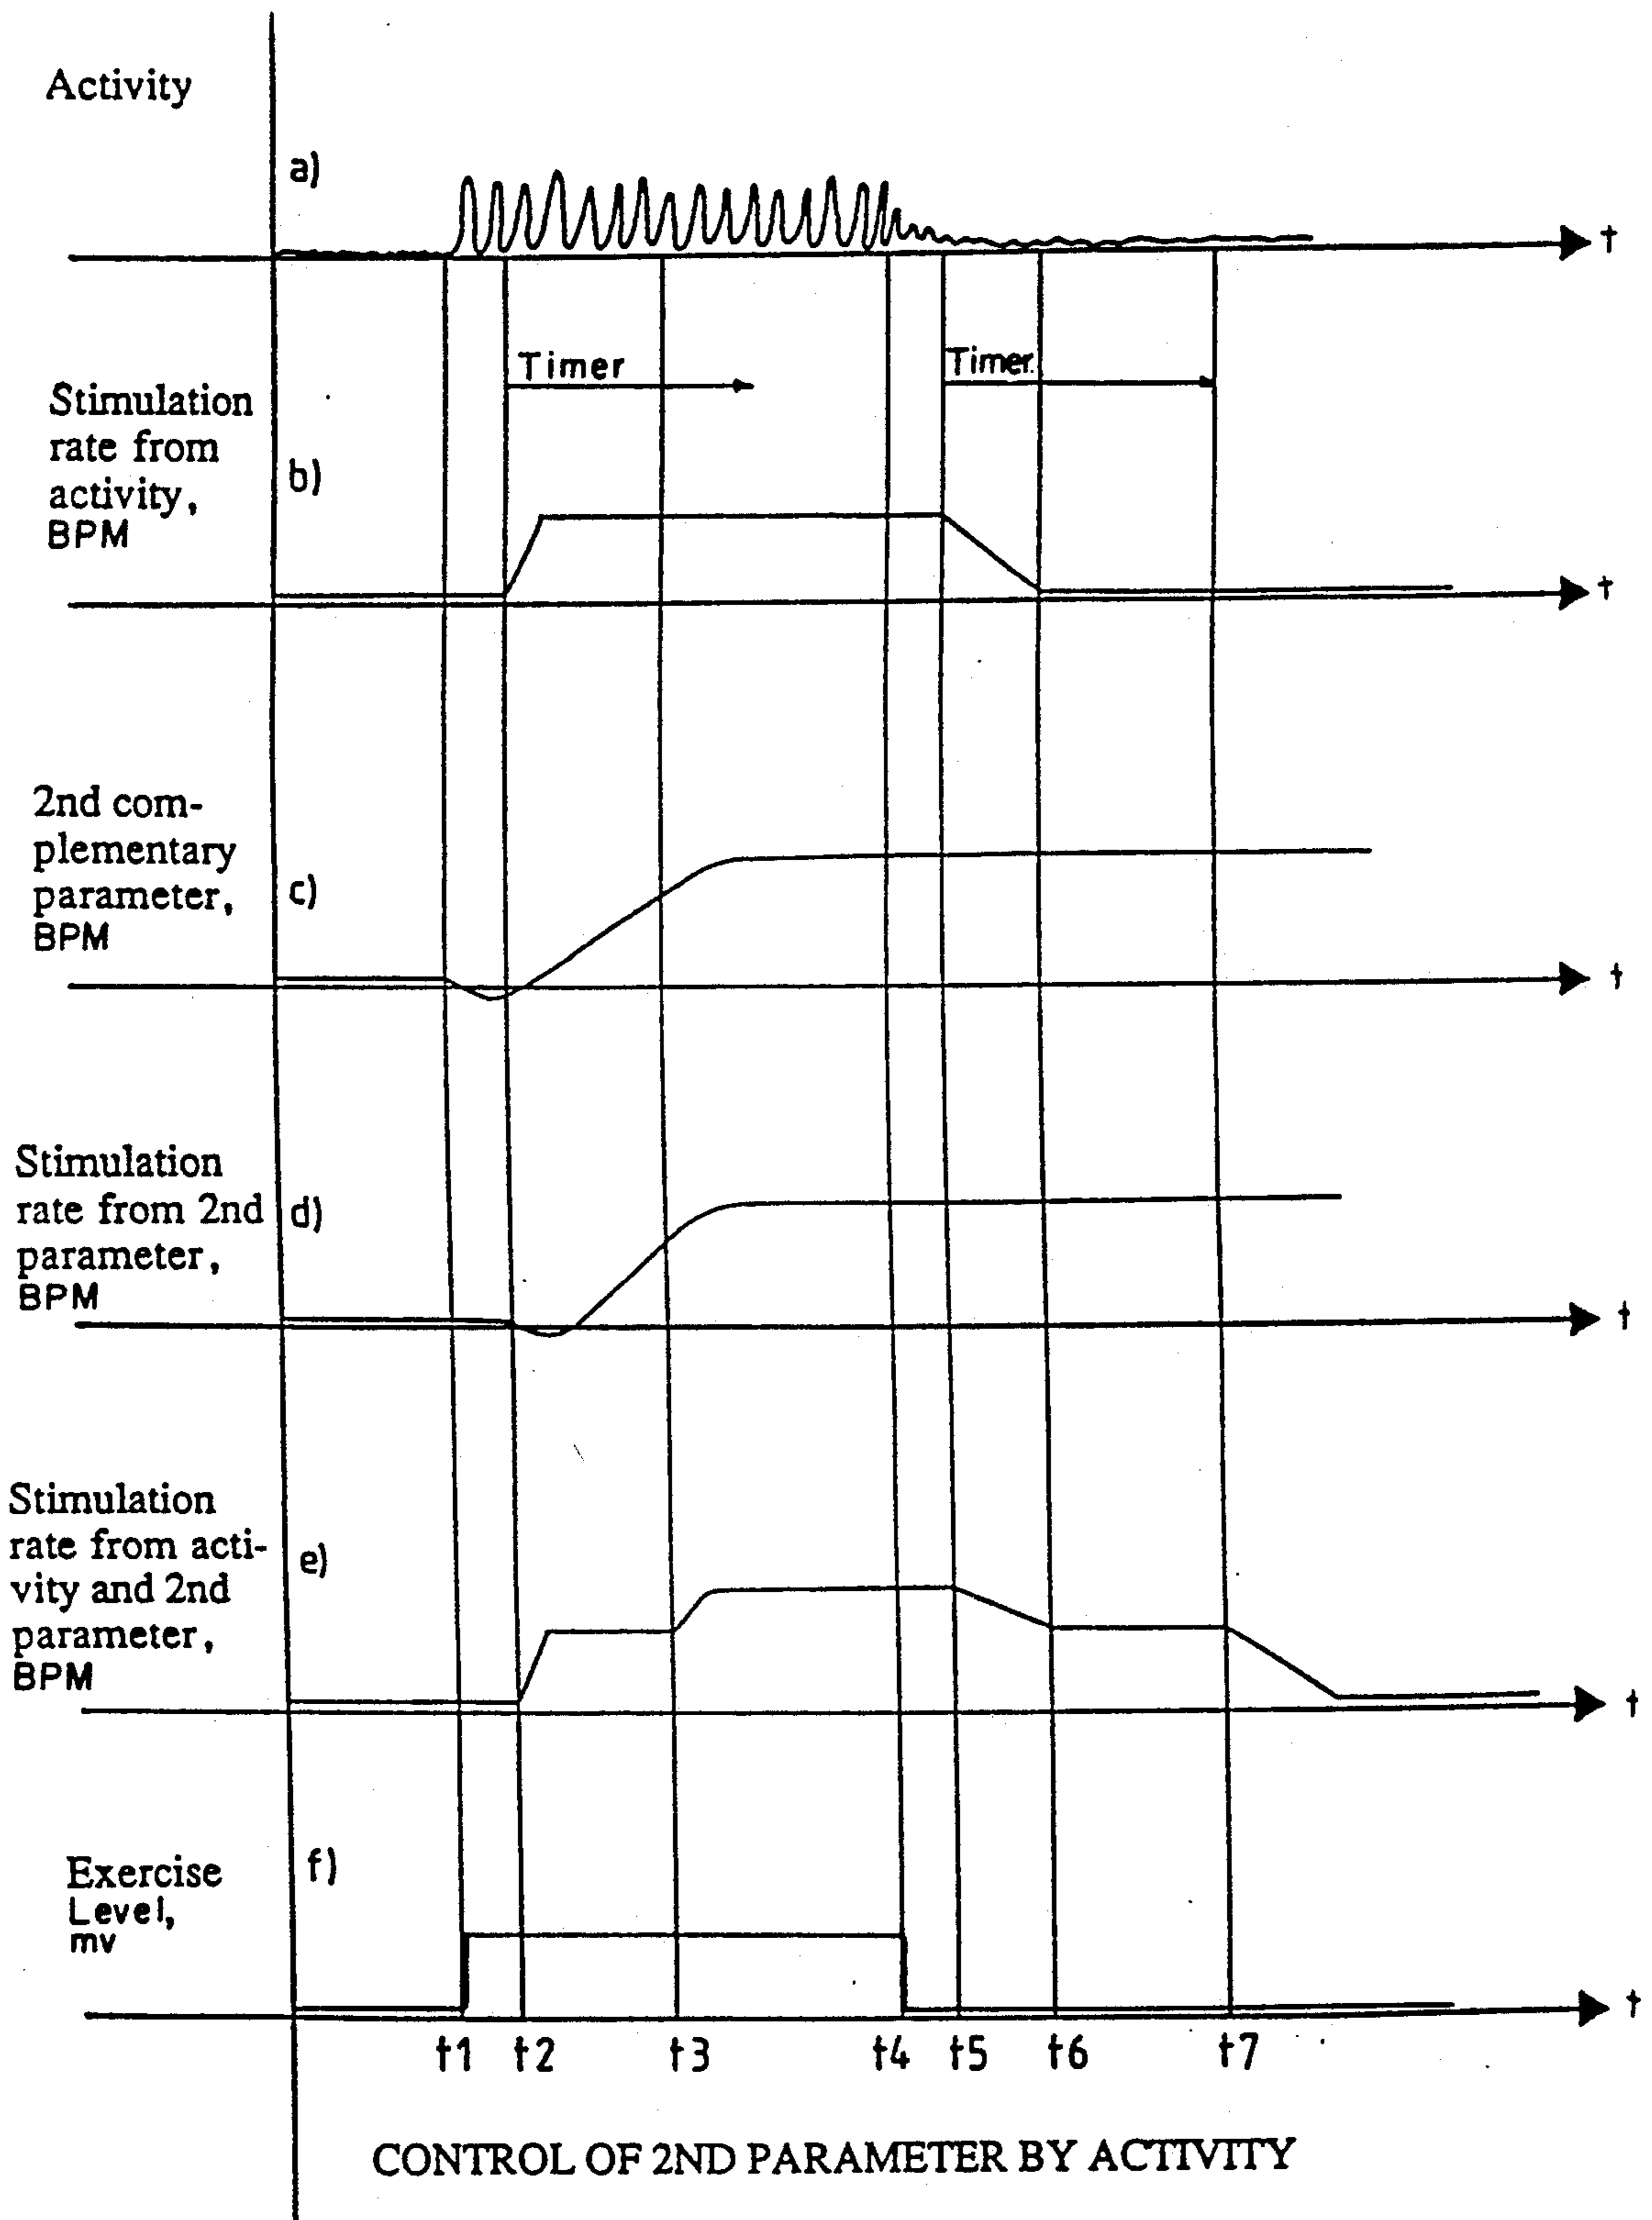 Activity
a)
t
Timer
Timer.
Stimulation
rate from
activity,
BPM
b)
t
2nd com-
plementary
parameter,
BPM
c)
t
Stimulation
rate from 2nd
parameter,
BPM
d)
t
Stimulation
rate from acti-
vity and 2nd
parameter,
BPM
e)
t
Exercise
Level,
mv
f)
t
t1 t2 t3 t4 t5 t6 t7
CONTROL OF 2ND PARAMETER BY ACTIVITY